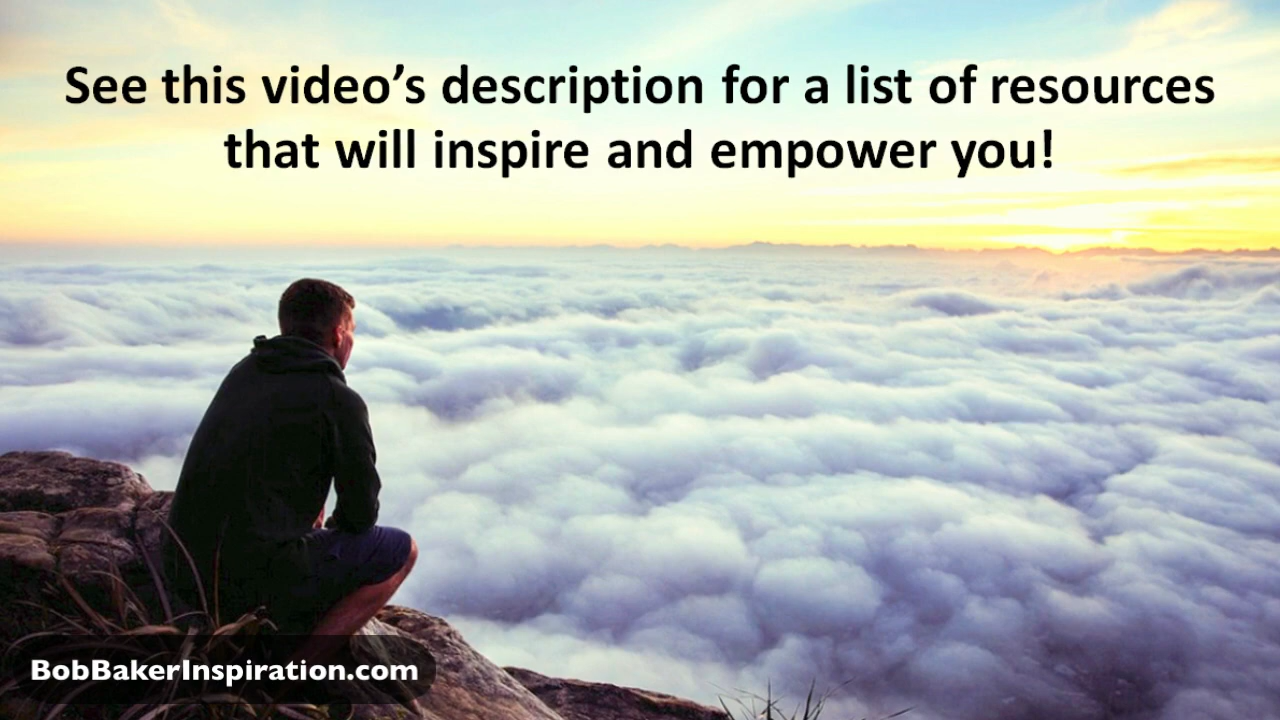 See this video’s description for a list of resources
that will inspire and empower you!
BobBakerInspiration.com